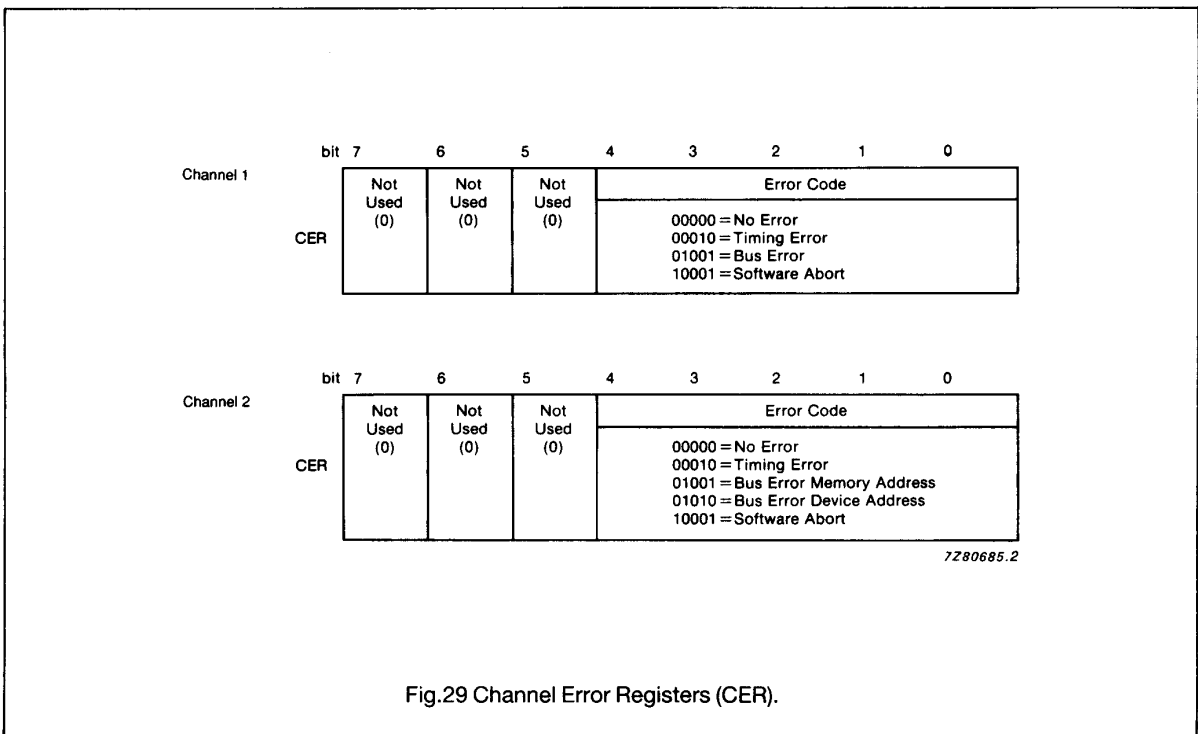 bit 7 6 5 4 3 2 1 0
Channel 1
CER
Not Used (0)
Not Used (0)
Not Used (0)
Error Code
00000 = No Error
00010 = Timing Error
01001 = Bus Error
10001 = Software Abort
bit 7 6 5 4 3 2 1 0
Channel 2
CER
Not Used (0)
Not Used (0)
Not Used (0)
Error Code
00000 = No Error
00010 = Timing Error
01001 = Bus Error Memory Address
01010 = Bus Error Device Address
10001 = Software Abort
7Z80685.2
Fig.29 Channel Error Registers (CER).